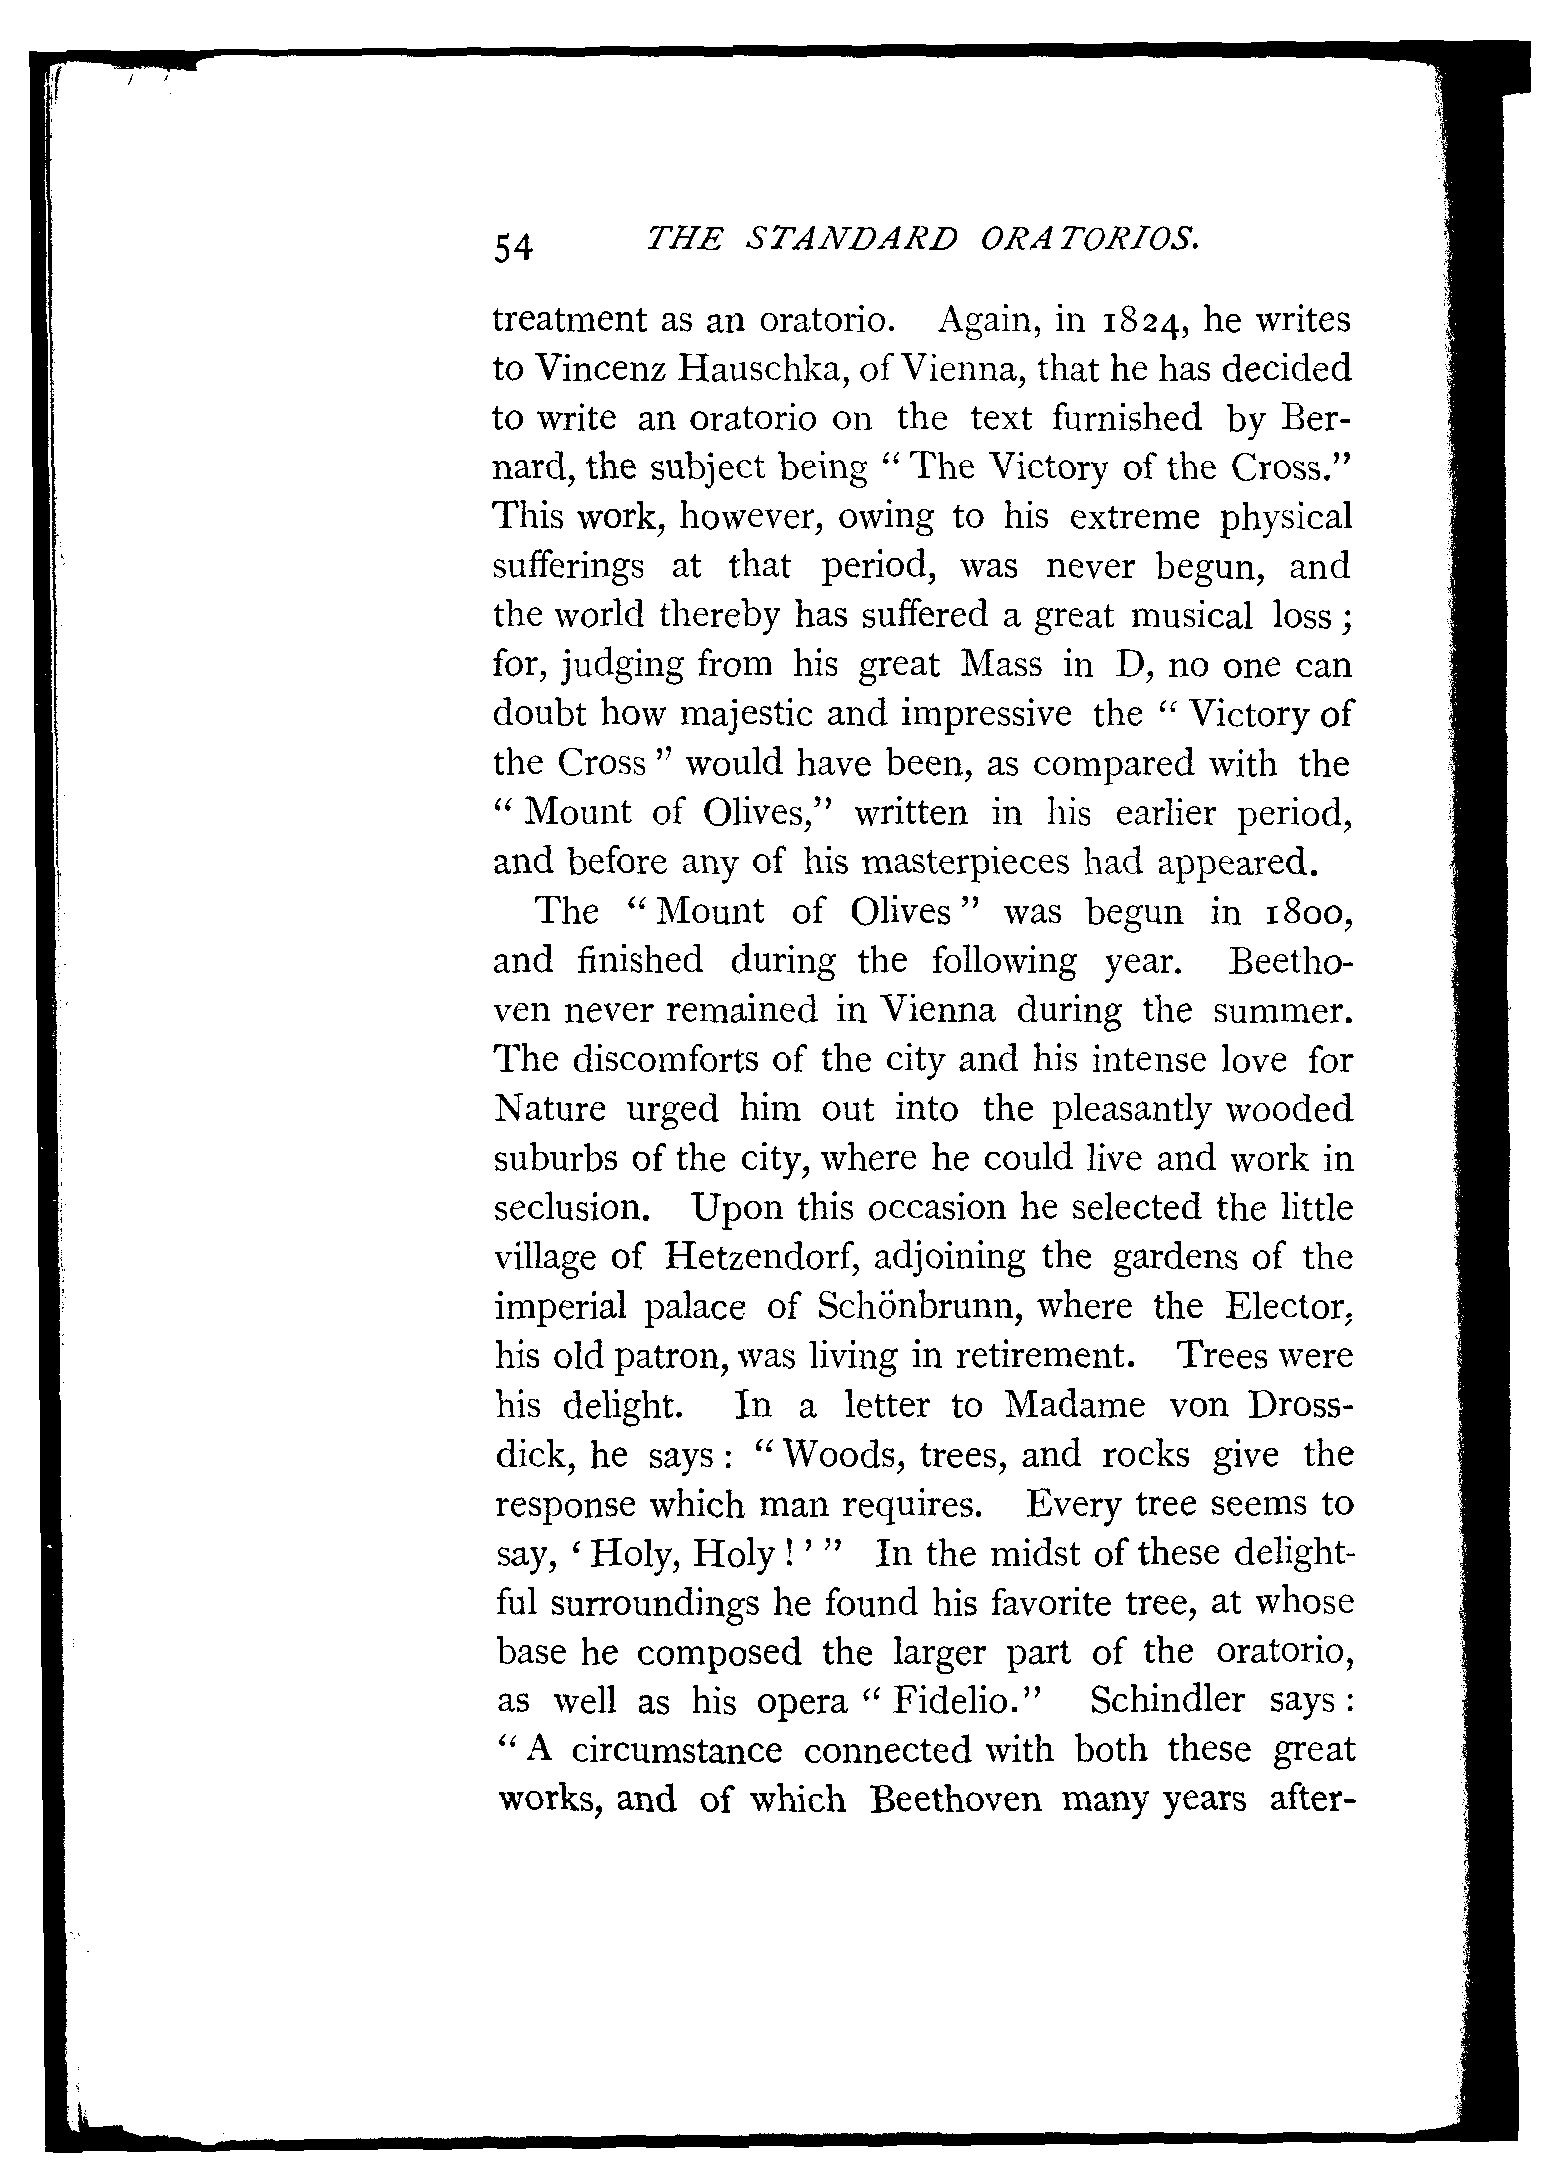 54 THE STANDARD ORATORIOS.
treatment as an oratorio. Again, in 1824, he writes
to Vincenz Hauschka, of Vienna, that he has decided
to write an oratorio on the text furnished by Ber-
nard, the subject being “ The Victory of the Cross.”
This work, however, owing to his extreme physical
sufferings at that period, was never begun, and
the world thereby has suffered a great musical loss ;
for, judging from his great Mass in D, no one can
doubt how majestic and impressive the “ Victory of
the Cross ” would have been, as compared with the
“ Mount of Olives,” written in his earlier period,
and before any of his masterpieces had appeared.
The “ Mount of Olives ” was begun in 1800,
and finished during the following year. Beetho-
ven never remained in Vienna during the summer.
The discomforts of the city and his intense love for
Nature urged him out into the pleasantly wooded
suburbs of the city, where he could live and work in
seclusion. Upon this occasion he selected the little
village of Hetzendorf, adjoining the gardens of the
imperial palace of Schönbrunn, where the Elector,
his old patron, was living in retirement. Trees were
his delight. In a letter to Madame von Dross-
dick, he says : “ Woods, trees, and rocks give the
response which man requires. Every tree seems to
say, ‘ Holy, Holy ! ’ ” In the midst of these delight-
ful surroundings he found his favorite tree, at whose
base he composed the larger part of the oratorio,
as well as his opera “ Fidelio.” Schindler says :
“ A circumstance connected with both these great
works, and of which Beethoven many years after-